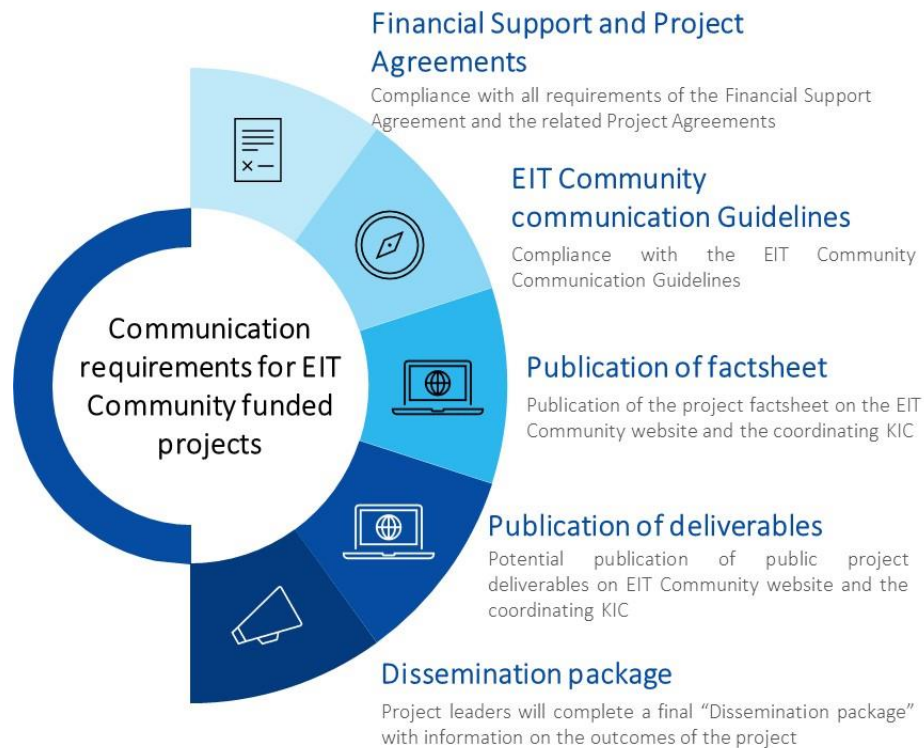 Financial Support and Project
Agreements
Compliance with all requirements of the Financial Support
Agreement and the related Project Agreements
EIT Community
communication Guidelines
Compliance with the EIT Community
Communication Guidelines
Communication
requirements for EIT
Community funded
projects
Publication of factsheet
Publication of the project factsheet on the EIT
Community website and the coordinating KIC
Publication of deliverables
Potential publication of public project
deliverables on EIT Community website and the
coordinating KIC
Dissemination package
Project leaders will complete a final “Dissemination package”
with information on the outcomes of the project